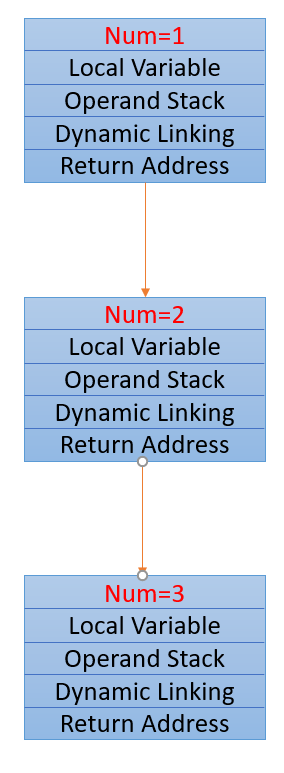 Num=1
Local Variable
Operand Stack
Dynamic Linking
Return Address
Num=2
Local Variable
Operand Stack
Dynamic Linking
Return Address
Num=3
Local Variable
Operand Stack
Dynamic Linking
Return Address